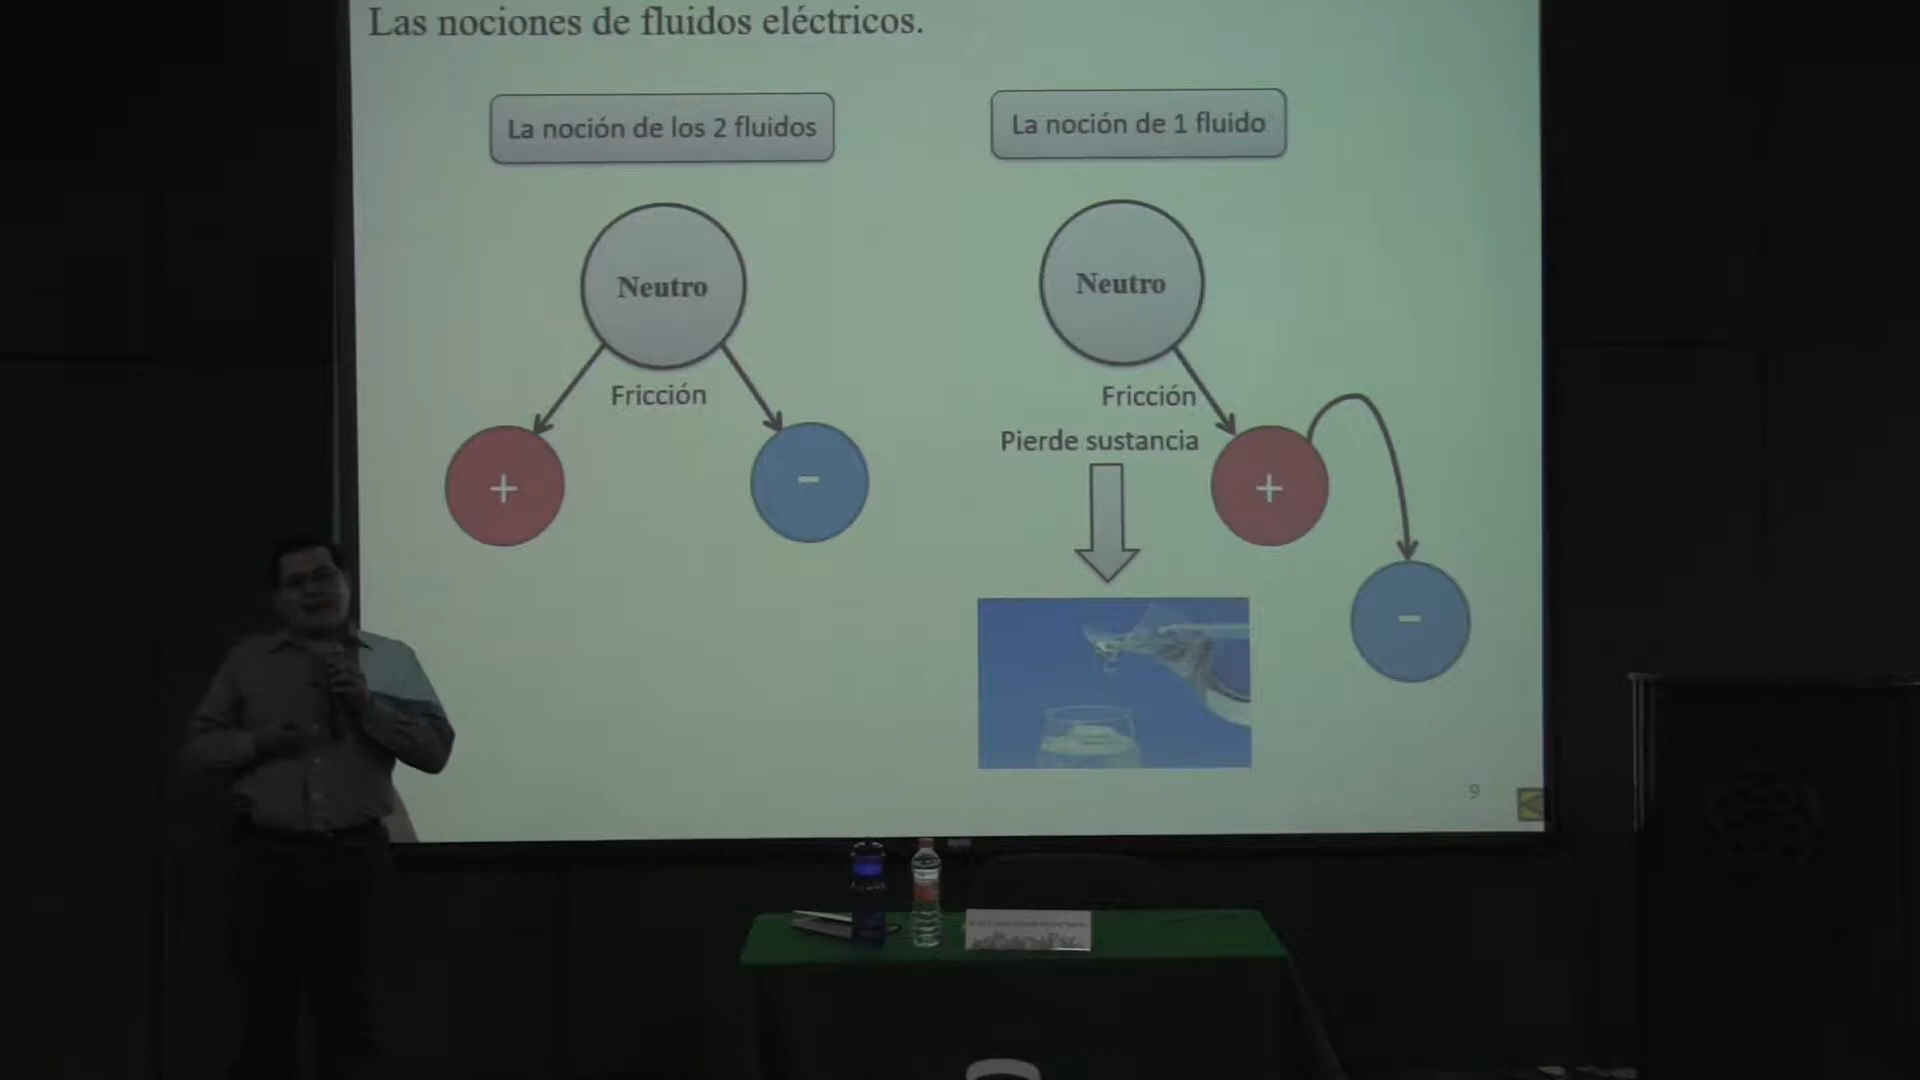 Las nociones de fluidos eléctricos.
La noción de los 2 fluidos
La noción de 1 fluido
Neutro
Neutro
Fricción
Fricción
Pierde sustancia
+
-
+
-
9